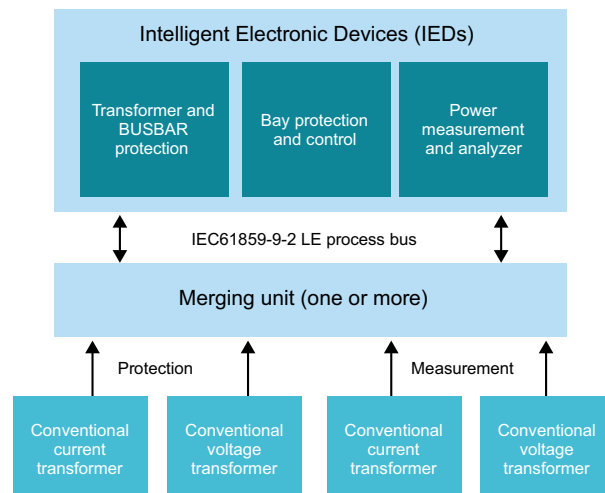 Intelligent Electronic Devices (IEDs)
Transformer and
BUSBAR
protection
Bay protection
and control
Power
measurement
and analyzer
IEC61859-9-2 LE process bus
Merging unit (one or more)
Protection
Measurement
Conventional
current
transformer
Conventional
voltage
transformer
Conventional
current
transformer
Conventional
voltage
transformer